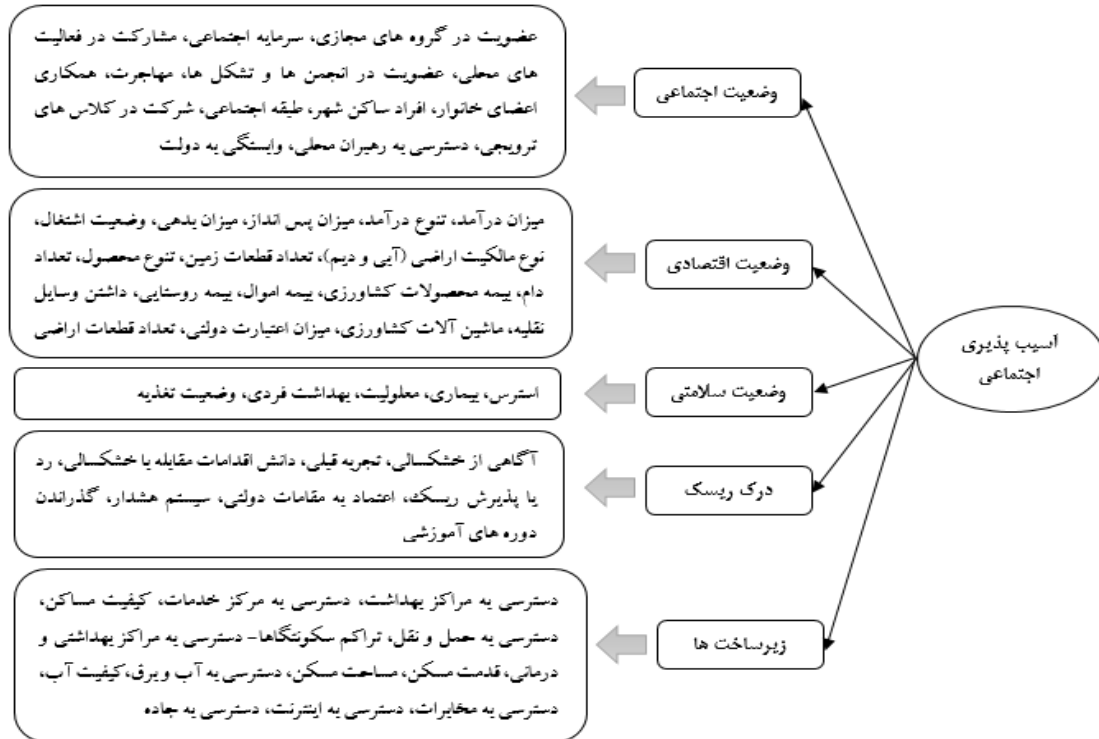 آسیب پذیری
اجتماعی
وضعیت اجتماعی
عضویت در گروه های مجازی، سرمایه اجتماعی، مشارکت در فعالیت
های محلی، عضویت در انجمن ها و تشکل ها، مهاجرت، همکاری
اعضای خانوار، افراد ساکن شهر، طبقه اجتماعی، شرکت در کلاس های
ترویجی، دسترسی به رهبران محلی، وابستگی به دولت
وضعیت اقتصادی
میزان درآمد، تنوع درآمد، میزان پس انداز، میزان بدهی، وضعیت اشتغال،
نوع مالکیت اراضی (آبی و دیم)، تعداد قطعات زمین، تنوع محصول، تعداد
دام، بیمه محصولات کشاورزی، بیمه اموال، بیمه روستایی، داشتن وسایل
نقلیه، ماشین آلات کشاورزی، میزان اعتبارت دولتی، تعداد قطعات اراضی
وضعیت سلامتی
استرس، بیماری، معلولیت، بهداشت فردی، وضعیت تغذیه
درک ریسک
آگاهی از خشکسالی، تجربه قبلی، دانش اقدامات مقابله با خشکسالی، رد
یا پذیرش ریسک، اعتماد به مقامات دولتی، سیستم هشدار، گذراندن
دوره های آموزشی
زیرساخت ها
دسترسی به مراکز بهداشت، دسترسی به مرکز خدمات، کیفیت مساکن،
دسترسی به حمل و نقل، تراکم سکونتگاها- دسترسی به مراکز بهداشتی و
درمانی، قدمت مسکن، مساحت مسکن، دسترسی به آب و برق،کیفیت آب،
دسترسی به مخابرات، دسترسی به اینترنت، دسترسی به جاده